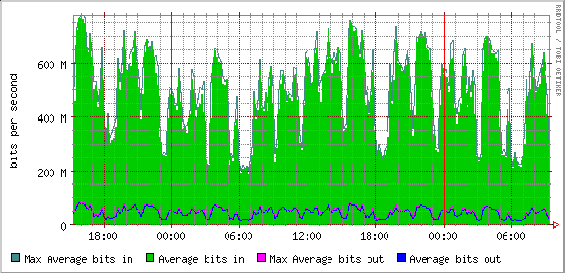 RRDTOOL / TOBI OETIKER
bits per second
600 M
400 M
200 M
0
18:00 00:00 06:00 12:00 18:00 00:00 06:00
Max Average bits in Average bits in Max Average bits out Average bits out